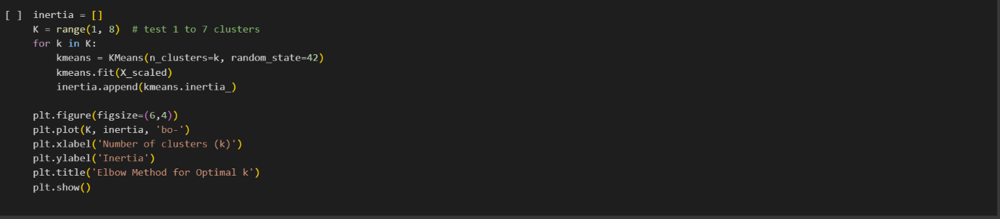 [ ] inertia = []
K = range(1, 8)  # test 1 to 7 clusters
for k in K:
    kmeans = KMeans(n_clusters=k, random_state=42)
    kmeans.fit(X_scaled)
    inertia.append(kmeans.inertia_)

plt.figure(figsize=(6,4))
plt.plot(K, inertia, 'bo-')
plt.xlabel('Number of clusters (k)')
plt.ylabel('Inertia')
plt.title('Elbow Method for Optimal k')
plt.show()